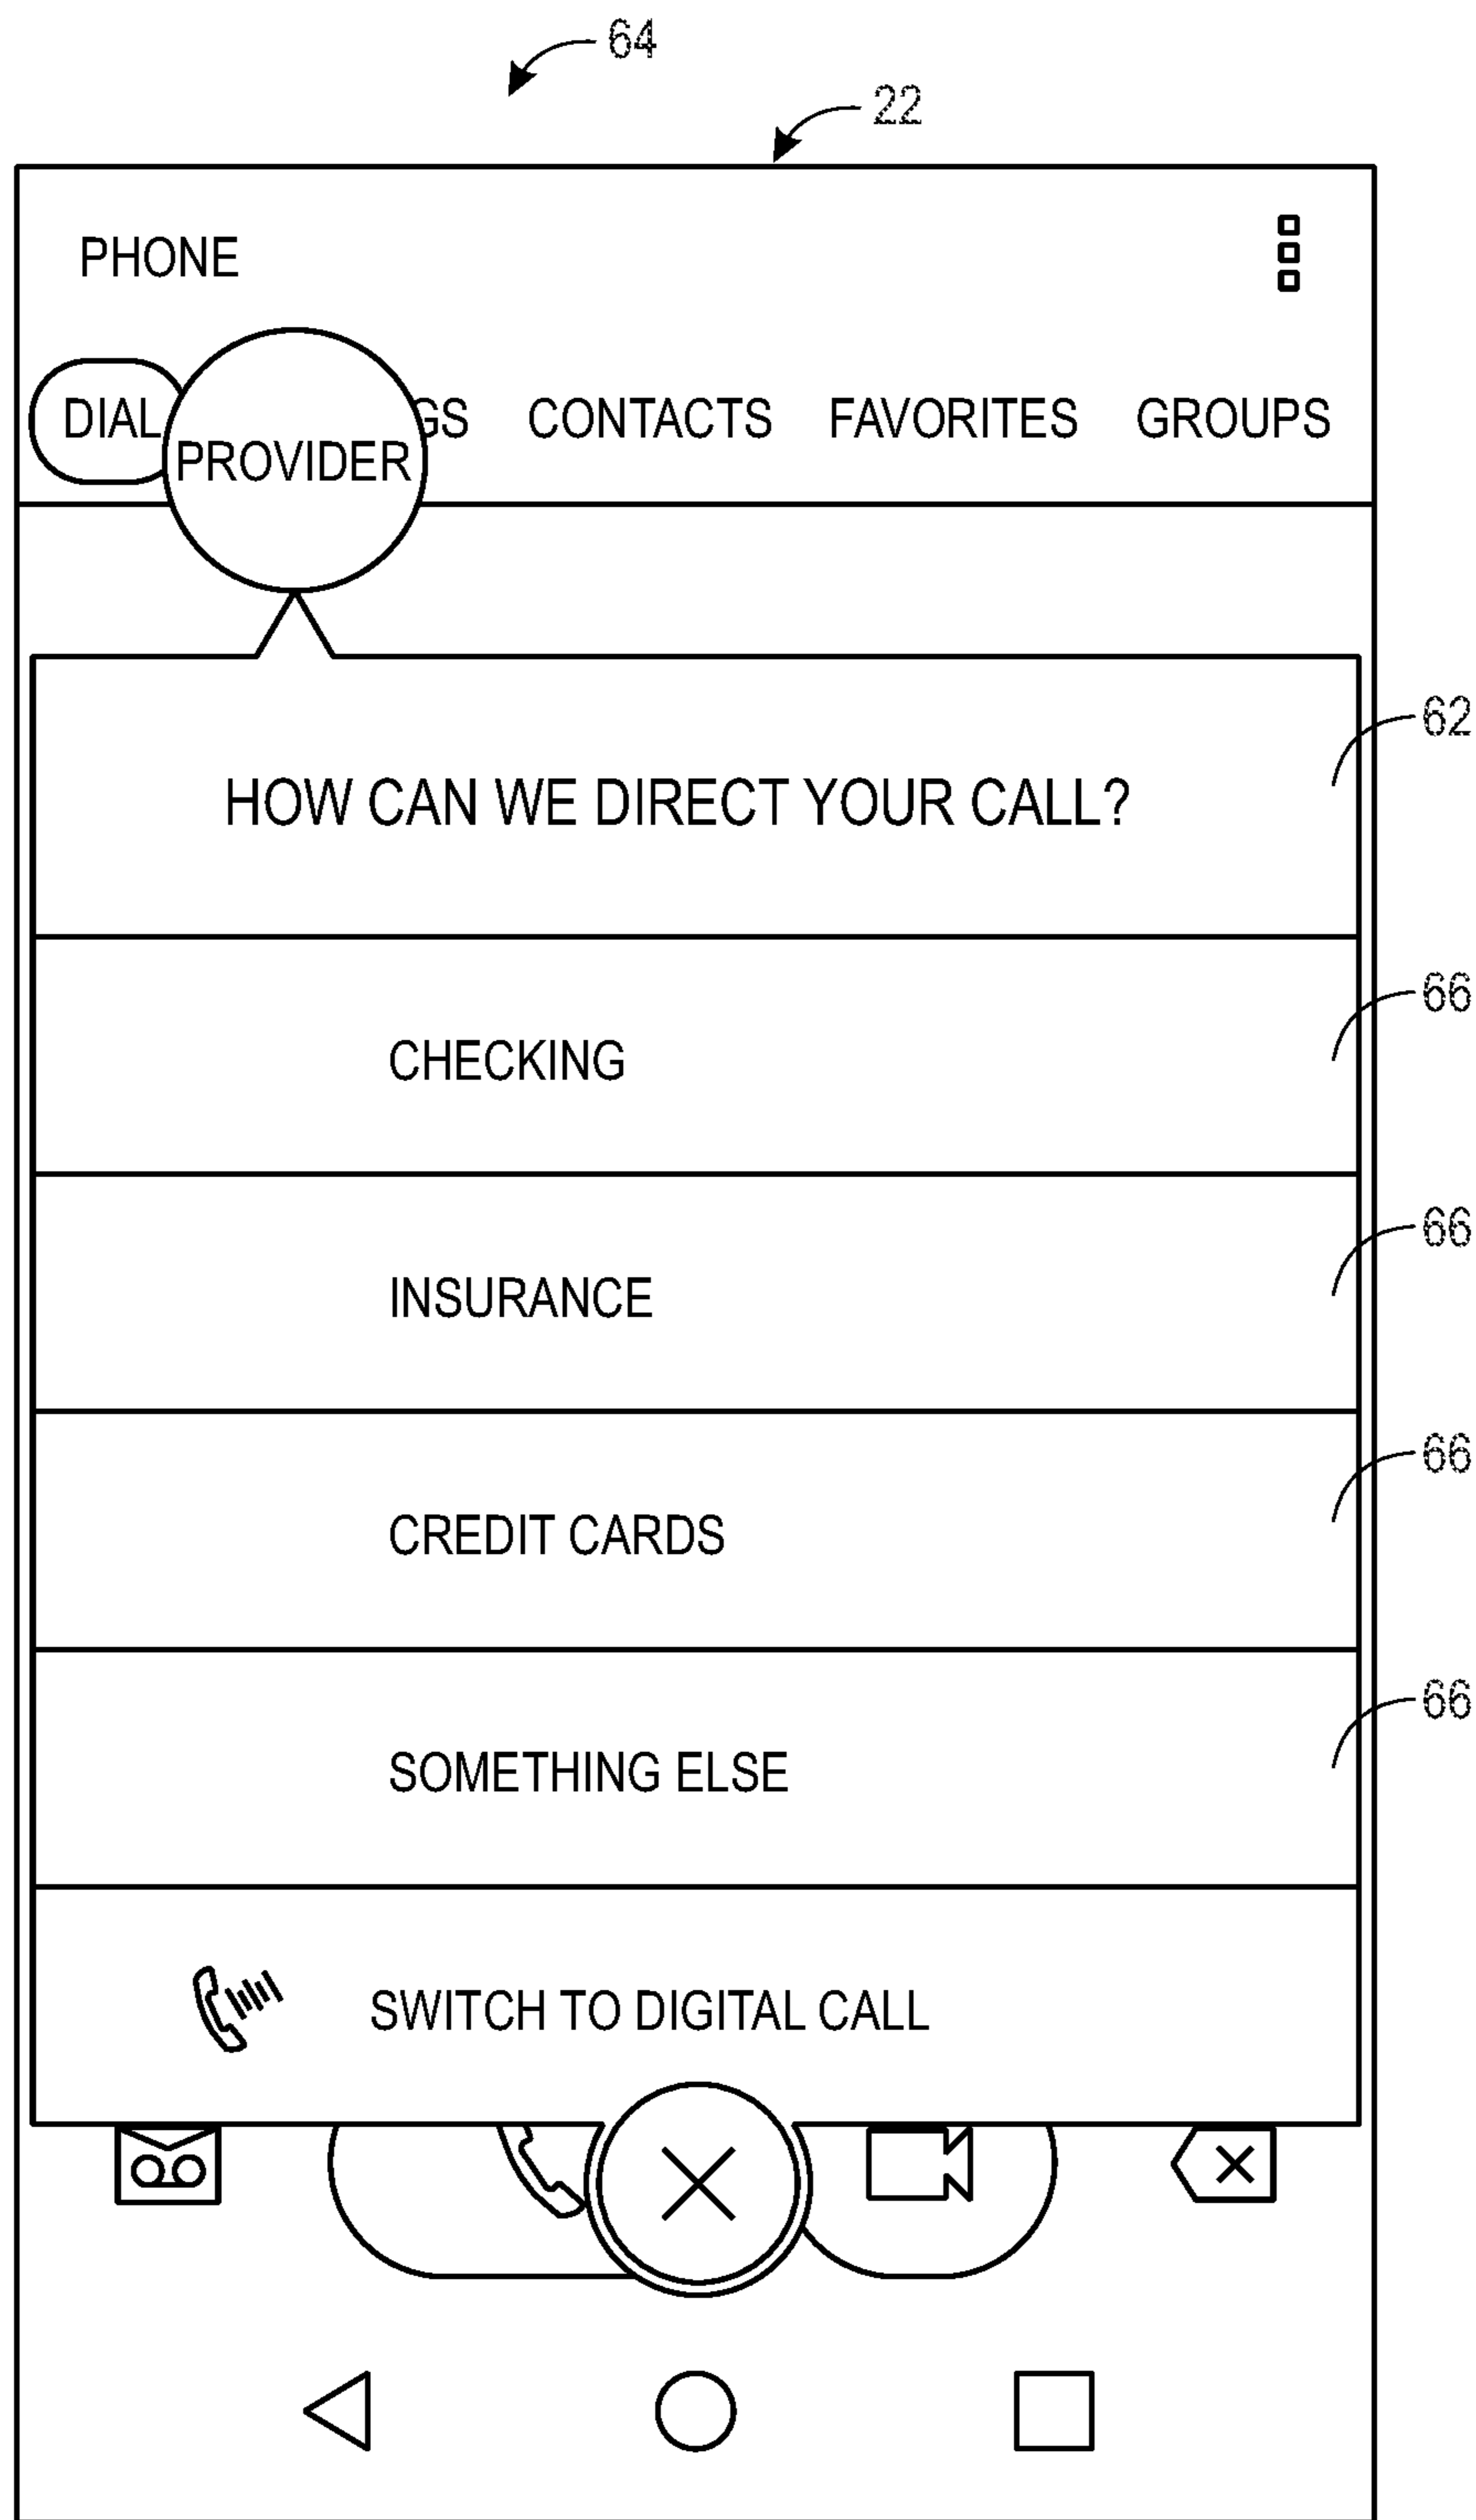 64
22
PHONE
DIAL PROVIDER GS CONTACTS FAVORITES GROUPS
HOW CAN WE DIRECT YOUR CALL? 62
CHECKING 66
INSURANCE 66
CREDIT CARDS 66
SOMETHING ELSE 66
SWITCH TO DIGITAL CALL